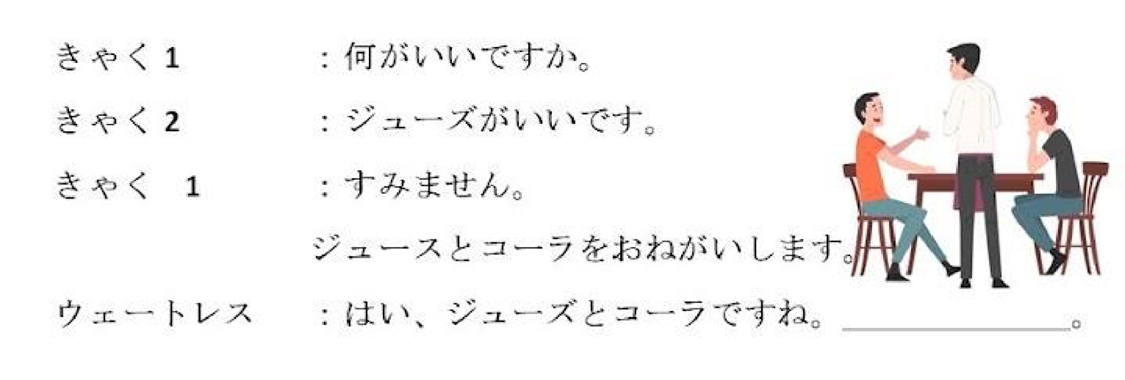 きゃく1 :何がいいですか。
きゃく2 :ジューズがいいです。
きゃく 1 :すみません。
ジュースとコーラをおねがいします。
ウェートレス :はい、ジューズとコーラですね。____________。